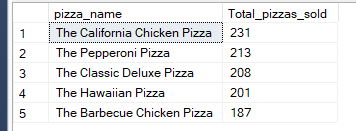 pizza_name Total_pizzas_sold
1 The California Chicken Pizza 231
2 The Pepperoni Pizza 213
3 The Classic Deluxe Pizza 208
4 The Hawaiian Pizza 201
5 The Barbecue Chicken Pizza 187